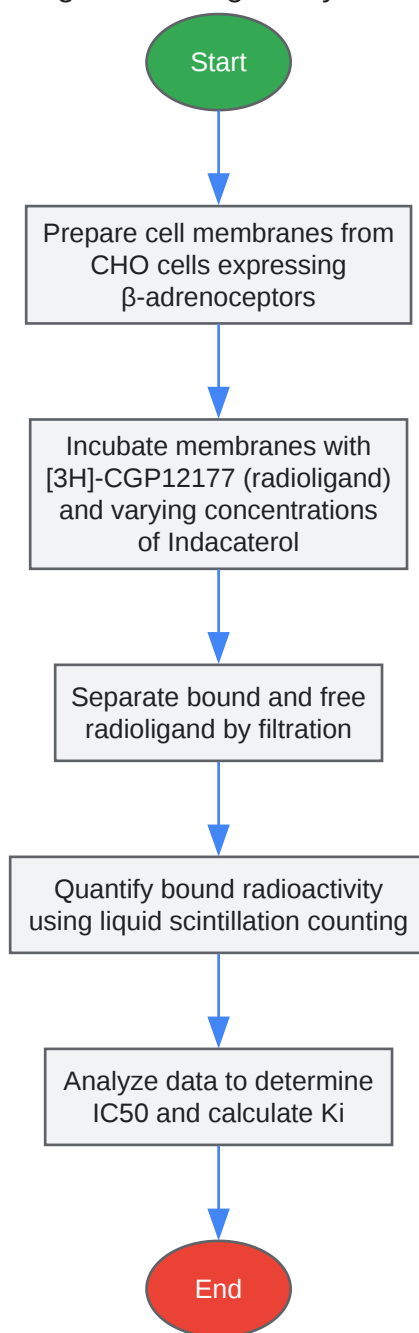 Start
Prepare cell membranes from
CHO cells expressing
β-adrenoceptors
Incubate membranes with
[3H]-CGP12177 (radioligand)
and varying concentrations
of Indacaterol
Separate bound and free
radioligand by filtration
Quantify bound radioactivity
using liquid scintillation counting
Analyze data to determine
IC50 and calculate Ki
End